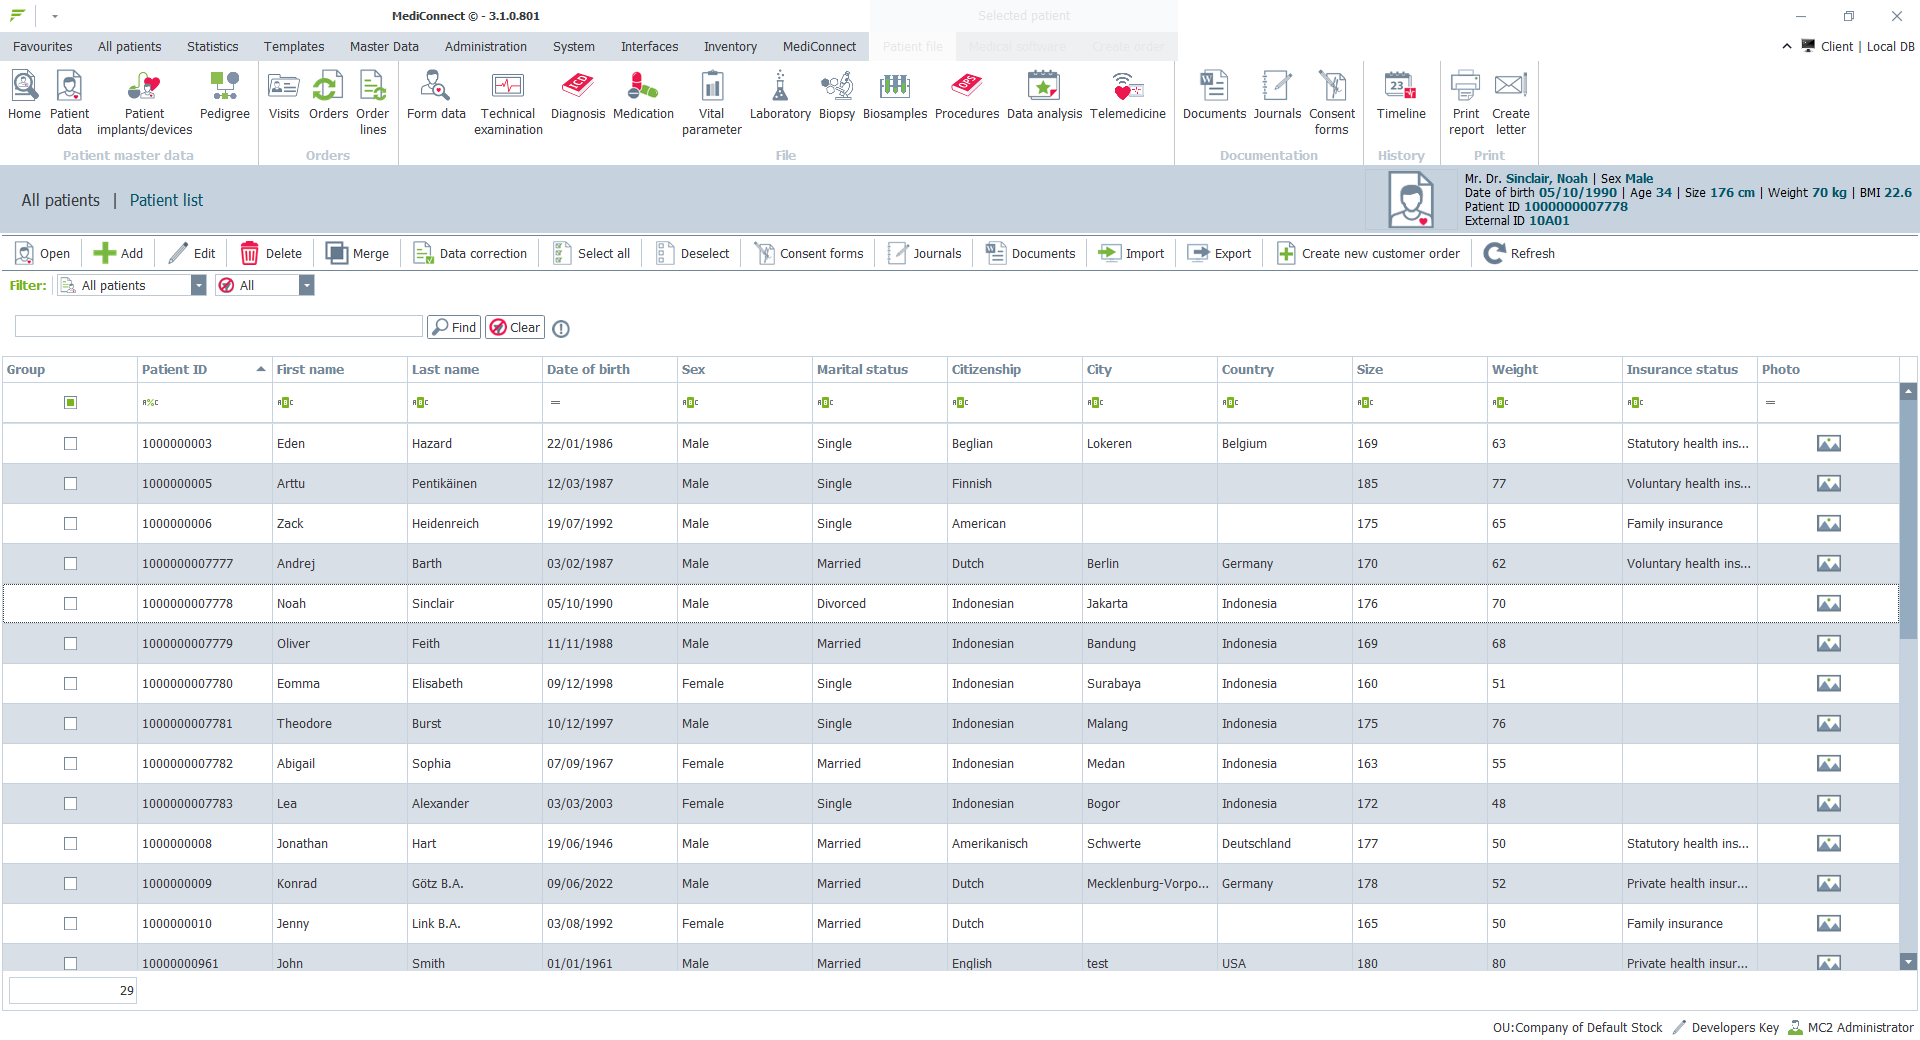 MediConnect © - 3.1.0.801
Selected patient
Favourites All patients Statistics Templates Master Data Administration System Interfaces Inventory MediConnect Patient file Medical software Create order Client | Local DB
Home Patient data Patient implants/devices Pedigree Visits Orders Order lines Form data Technical examination Diagnosis Medication Vital parameter Laboratory Biopsy Biosamples Procedures Data analysis Telemedicine Documents Journals Consent forms Timeline Print report Create letter
Patient master data Orders File Documentation History Print
All patients | Patient list
Mr. Dr. Sinclair, Noah | Sex Male
Date of birth 05/10/1990 | Age 34 | Size 176 cm | Weight 70 kg | BMI 22.6
Patient ID 1000000007778
External ID 10A01
Open Add Edit Delete Merge Data correction Select all Deselect Consent forms Journals Documents Import Export Create new customer order Refresh
Filter: All patients All
Find Clear
Group Patient ID First name Last name Date of birth Sex Marital status Citizenship City Country Size Weight Insurance status Photo
1000000003 Eden Hazard 22/01/1986 Male Single Beglian Lokeren Belgium 169 63 Statutory health ins...
1000000005 Arttu Pentikäinen 12/03/1987 Male Single Finnish 185 77 Voluntary health ins...
1000000006 Zack Heidenreich 19/07/1992 Male Single American 175 65 Family insurance
1000000007777 Andrej Barth 03/02/1987 Male Married Dutch Berlin Germany 170 62 Voluntary health ins...
1000000007778 Noah Sinclair 05/10/1990 Male Divorced Indonesian Jakarta Indonesia 176 70
1000000007779 Oliver Feith 11/11/1988 Male Married Indonesian Bandung Indonesia 169 68
1000000007780 Eomma Elisabeth 09/12/1998 Female Single Indonesian Surabaya Indonesia 160 51
1000000007781 Theodore Burst 10/12/1997 Male Single Indonesian Malang Indonesia 175 76
1000000007782 Abigail Sophia 07/09/1967 Female Married Indonesian Medan Indonesia 163 55
1000000007783 Lea Alexander 03/03/2003 Female Single Indonesian Bogor Indonesia 172 48
1000000008 Jonathan Hart 19/06/1946 Male Married Amerikanisch Schwerte Deutschland 177 50 Statutory health ins...
1000000009 Konrad Götz B.A. 09/06/2022 Male Married Dutch Mecklenburg-Vorpo... Germany 178 52 Private health insur...
1000000010 Jenny Link B.A. 03/08/1992 Female Married Dutch 165 50 Family insurance
10000000961 John Smith 01/01/1961 Male Married English test USA 180 80 Private health insur...
29
OU:Company of Default Stock Developers Key MC2 Administrator